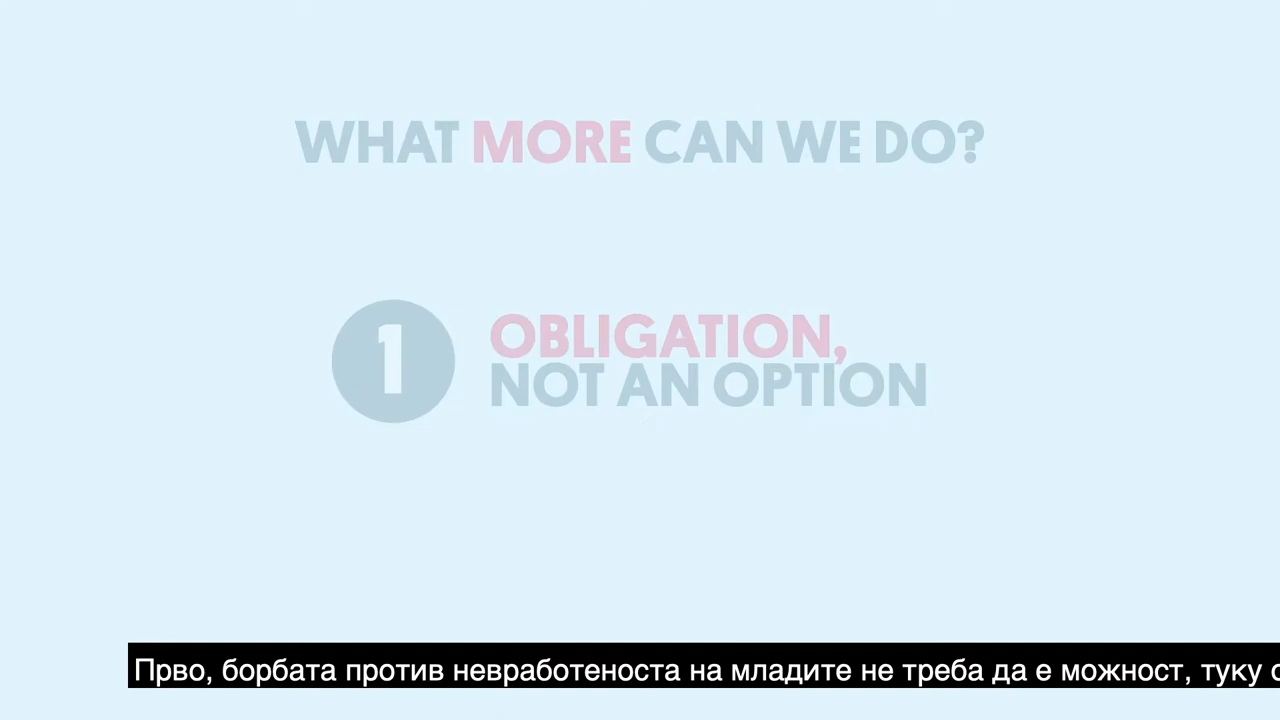 WHAT MORE CAN WE DO?
1
OBLIGATION,
NOT AN OPTION
Прво, борбата против невработеноста на младите не треба да е можност, туку